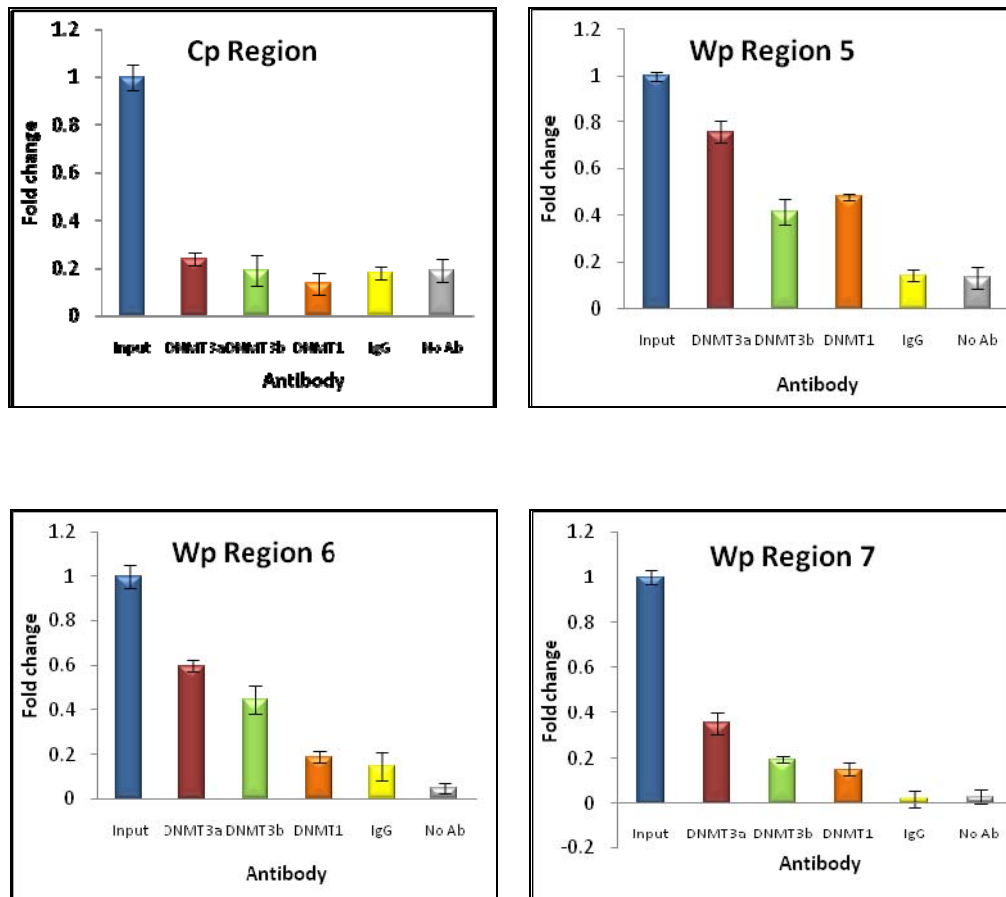 Cp Region
1.2
1
0.8
0.6
0.4
0.2
0
Fold change
Input DNMT3a DNMT3b DNMT1 IgG No Ab
Antibody
Wp Region 5
1.2
1
0.8
0.6
0.4
0.2
0
Fold change
Input DNMT3a DNMT3b DNMT1 IgG No Ab
Antibody
Wp Region 6
1.2
1
0.8
0.6
0.4
0.2
0
Fold change
Input DNMT3a DNMT3b DNMT1 IgG No Ab
Antibody
Wp Region 7
1.2
1
0.8
0.6
0.4
0.2
0
-0.2
Fold change
Input DNMT3a DNMT3b DNMT1 IgG No Ab
Antibody